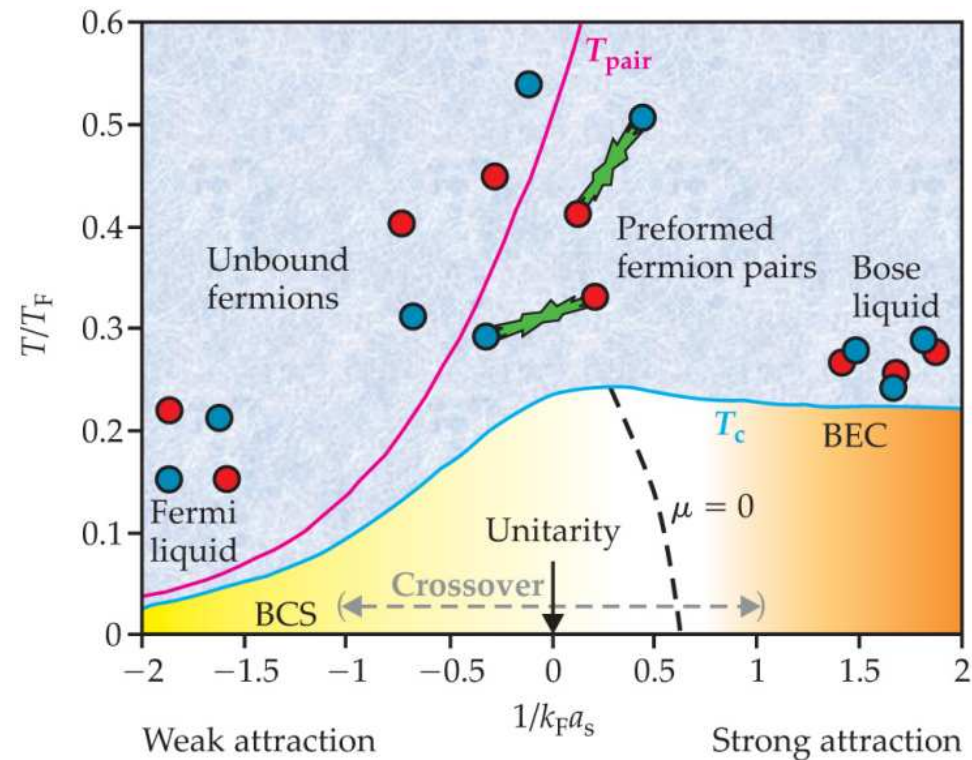 0.6
0.5
0.4
0.3
0.2
0.1
0
T/T_F
T_pair
Unbound
fermions
Preformed
fermion pairs
Bose
liquid
T_c
BEC
Fermi
liquid
μ = 0
Unitarity
Crossover
BCS
−2 −1.5 −1 −0.5 0 0.5 1 1.5 2
1/k_F a_s
Weak attraction
Strong attraction